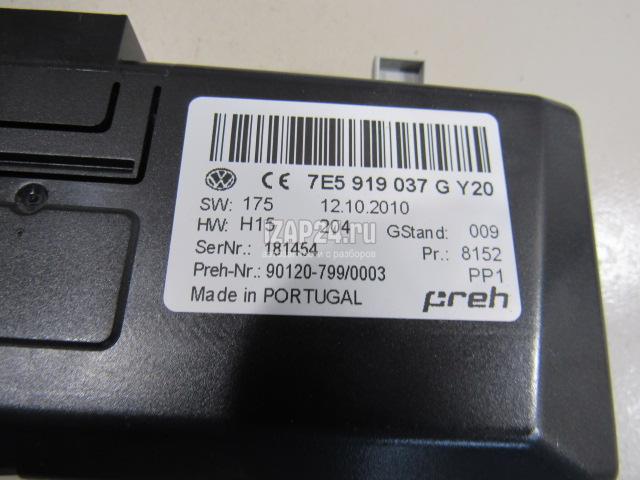 CE 7E5 919 037 G Y20
SW: 175 12.10.2010
HW: H15 204 GStand: 009
IZAP24.ru
SerNr.: 181454 Pr.: 8152
Preh-Nr.: 90120-799/0003 PP1
Made in PORTUGAL preh